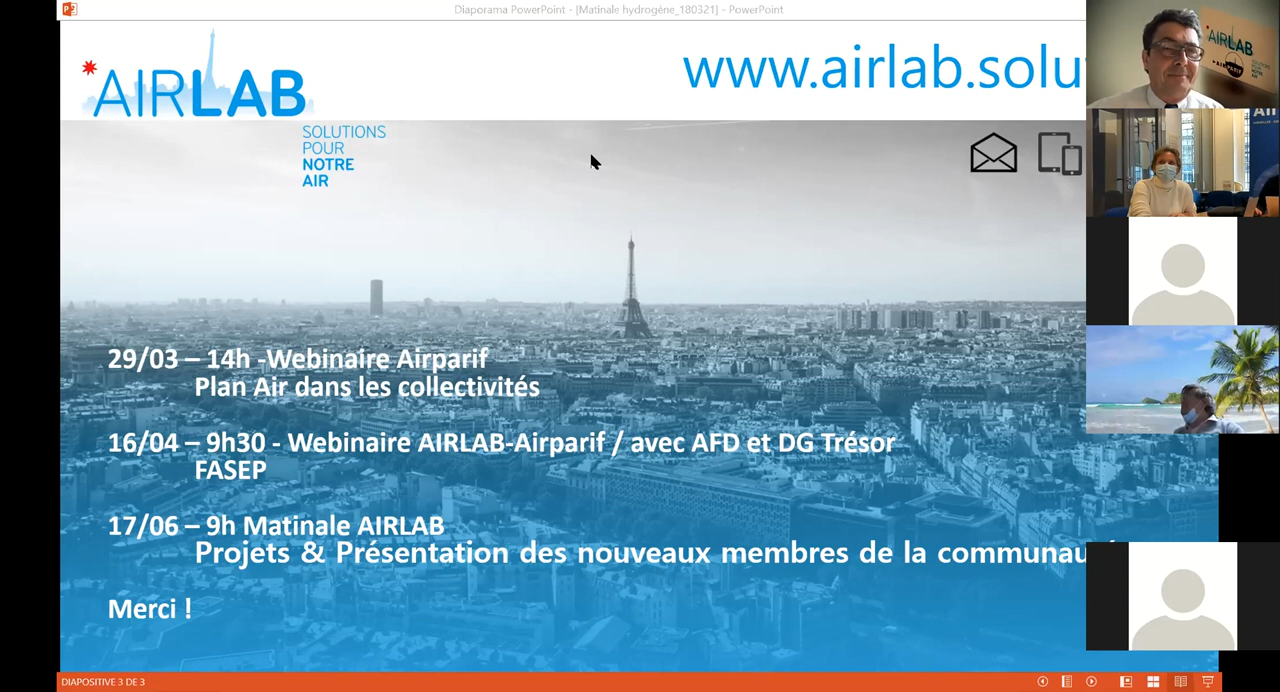 Diaporama PowerPoint - [Matinale hydrogène_180321] - PowerPoint
AIRLAB
SOLUTIONS
POUR
NOTRE
AIR
www.airlab.solu
29/03 – 14h -Webinaire Airparif
Plan Air dans les collectivités
16/04 – 9h30 - Webinaire AIRLAB-Airparif / avec AFD et DG Trésor
FASEP
17/06 – 9h Matinale AIRLAB
Projets & Présentation des nouveaux membres de la communau
Merci !
DIAPOSITIVE 3 DE 3
AIRLAB
AIRPARIF